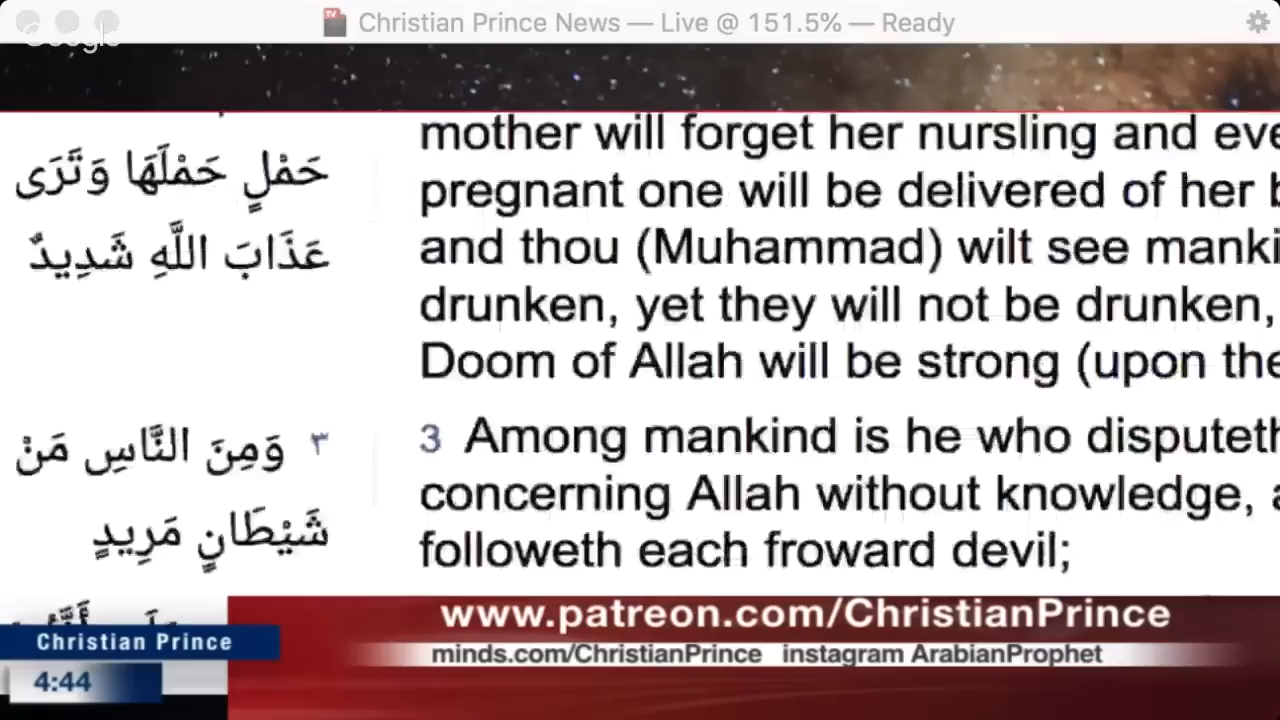 Christian Prince News — Live @ 151.5% — Ready
Google
حَمْلٍ حَمْلَهَا وَتَرَى
عَذَابَ اللَّهِ شَدِيدٌ
mother will forget her nursling and eve
pregnant one will be delivered of her b
and thou (Muhammad) wilt see manki
drunken, yet they will not be drunken,
Doom of Allah will be strong (upon the
٣ وَمِنَ النَّاسِ مَنْ
شَيْطَانٍ مَرِيدٍ
3 Among mankind is he who disputeth
concerning Allah without knowledge, a
followeth each froward devil;
www.patreon.com/ChristianPrince
Christian Prince
minds.com/ChristianPrince instagram ArabianProphet
4:44